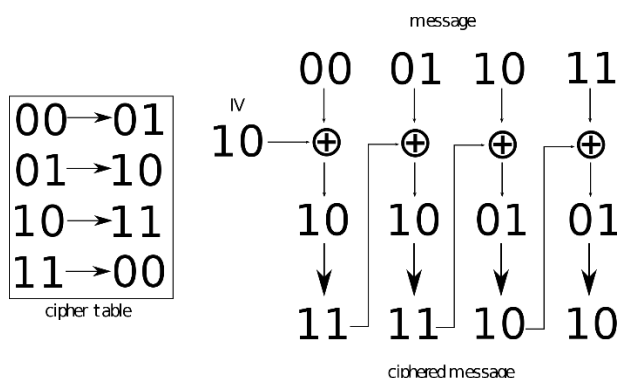 message
00 01 10 11
IV
10
10 10 01 01
11 11 10 10
ciphered message
00 01
01 10
10 11
11 00
cipher table